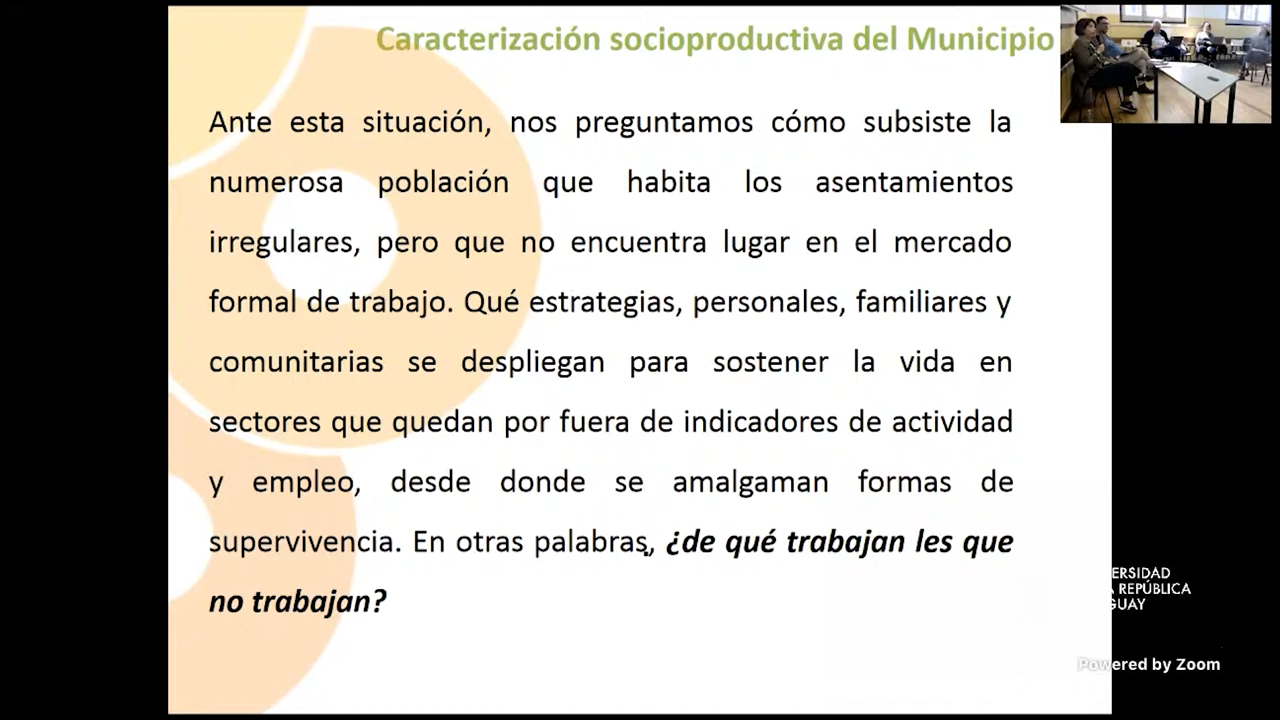 Caracterización socioproductiva del Municipio
Ante esta situación, nos preguntamos cómo subsiste la
numerosa población que habita los asentamientos
irregulares, pero que no encuentra lugar en el mercado
formal de trabajo. Qué estrategias, personales, familiares y
comunitarias se despliegan para sostener la vida en
sectores que quedan por fuera de indicadores de actividad
y empleo, desde donde se amalgaman formas de
supervivencia. En otras palabras, ¿de qué trabajan les que
no trabajan?
ERSIDAD
A REPÚBLICA
GUAY
Powered by Zoom